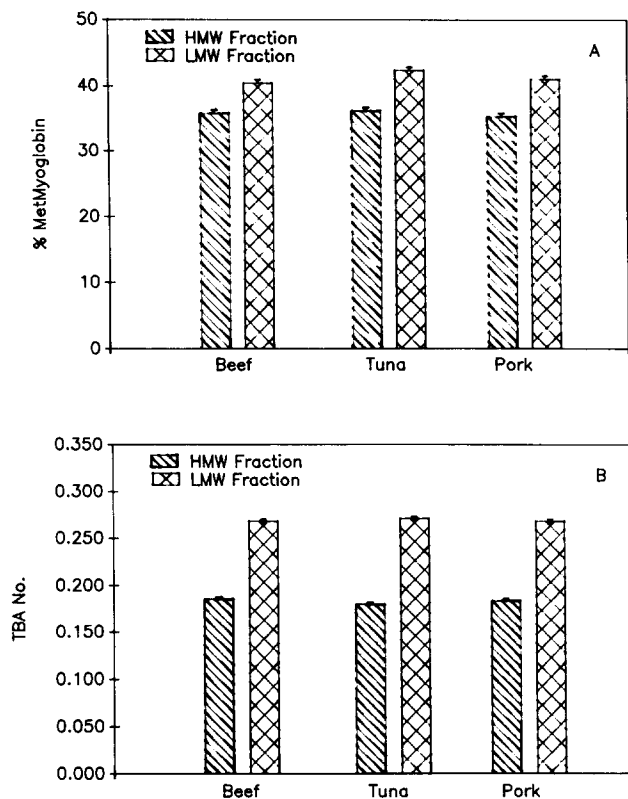 50
HMW Fraction
A
LMW Fraction
40
30
% MetMyoglobin
20
10
0
Beef Tuna Pork
0.350
HMW Fraction
B
LMW Fraction
0.300
0.250
0.200
TBA No.
0.150
0.100
0.050
0.000
Beef Tuna Pork